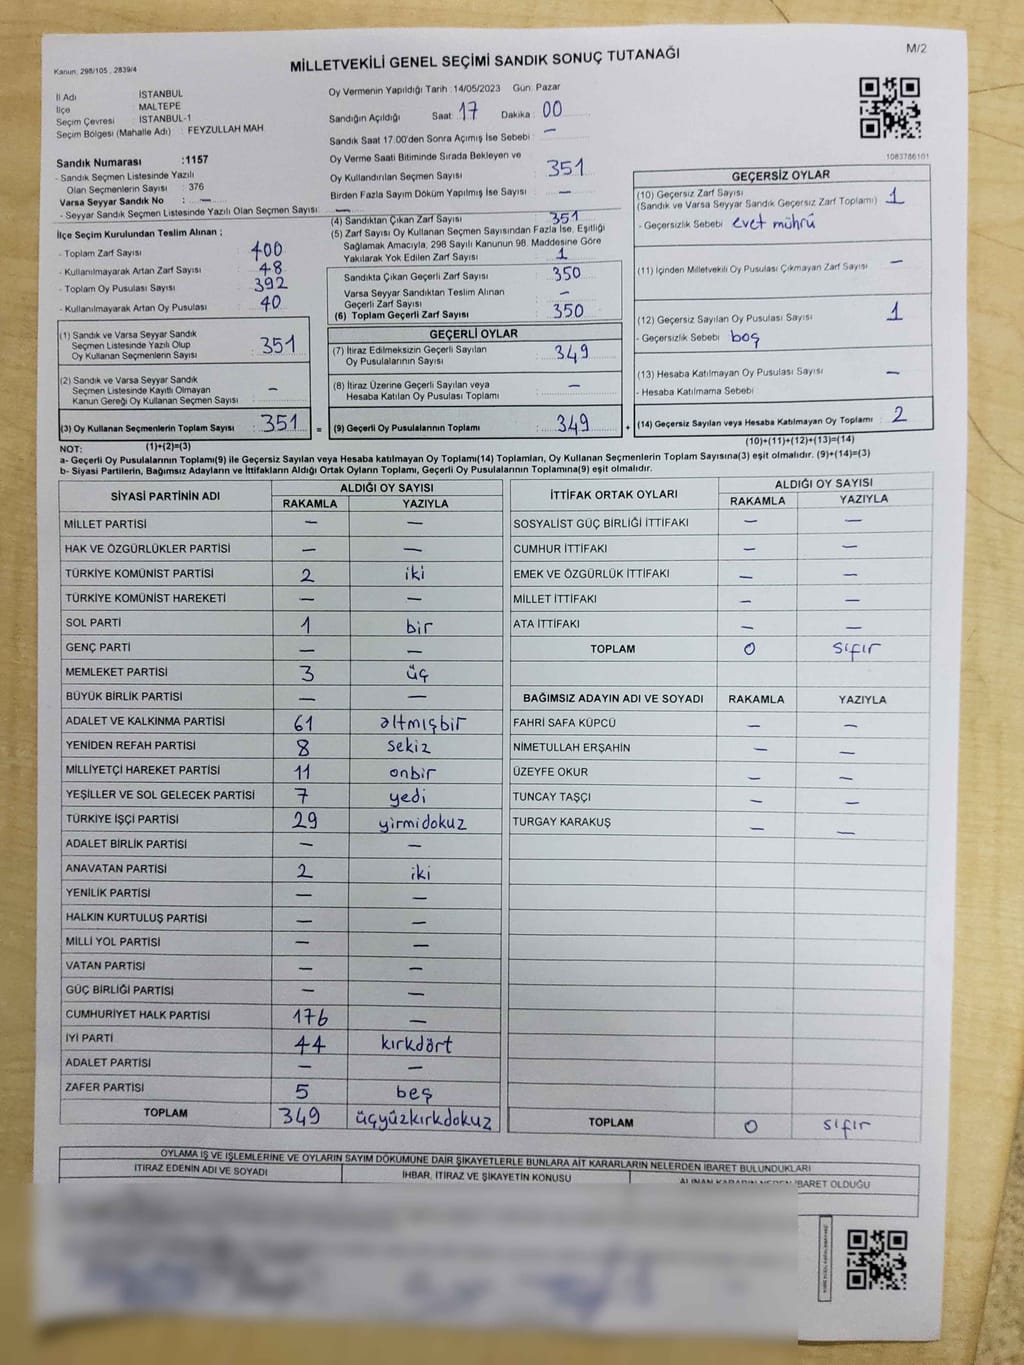 M/2
Kanun: 298/105 , 2839/4
MİLLETVEKİLİ GENEL SEÇİMİ SANDIK SONUÇ TUTANAĞI
İl Adı : İSTANBUL
İlçe : MALTEPE
Seçim Çevresi : İSTANBUL-1
Seçim Bölgesi (Mahalle Adı) : FEYZULLAH MAH.
Sandık Numarası :1157
- Sandık Seçmen Listesinde Yazılı
Olan Seçmenlerin Sayısı : 376
Varsa Seyyar Sandık No : —
- Seyyar Sandık Seçmen Listesinde Yazılı Olan Seçmen Sayısı: —
Oy Vermenin Yapıldığı Tarih :14/05/2023 Gün: Pazar
Sandığın Açıldığı Saat: 17 Dakika: 00
Sandık Saat 17.00'den Sonra Açımış İse Sebebi: —
Oy Verme Saati Bitiminde Sırada Bekleyen ve
Oy Kullandırılan Seçmen Sayısı : 351
Birden Fazla Sayım Döküm Yapılmış İse Sayısı : —
1083786101
İlçe Seçim Kurulundan Teslim Alınan ;
- Toplam Zarf Sayısı : 400
- Kullanılmayarak Artan Zarf Sayısı : 48
- Toplam Oy Pusulası Sayısı : 392
- Kullanılmayarak Artan Oy Pusulası : 40
(1) Sandık ve Varsa Seyyar Sandık
Seçmen Listesinde Yazılı Olup
Oy Kullanan Seçmenlerin Sayısı : 351
(2) Sandık ve Varsa Seyyar Sandık
Seçmen Listesinde Kayıtlı Olmayan
Kanun Gereği Oy Kullanan Seçmen Sayısı : —
(3) Oy Kullanan Seçmenlerin Toplam Sayısı : 351
(4) Sandıktan Çıkan Zarf Sayısı : 351
(5) Zarf Sayısı Oy Kullanan Seçmen Sayısından Fazla İse, Eşitliği
Sağlamak Amacıyla, 298 Sayılı Kanunun 98. Maddesine Göre
Yakılarak Yok Edilen Zarf Sayısı : 1
Sandıkta Çıkan Geçerli Zarf Sayısı : 350
Varsa Seyyar Sandıktan Teslim Alınan
Geçerli Zarf Sayısı : —
(6) Toplam Geçerli Zarf Sayısı : 350
GEÇERLİ OYLAR
(7) İtiraz Edilmeksizin Geçerli Sayılan
Oy Pusulalarının Sayısı : 349
(8) İtiraz Üzerine Geçerli Sayılan veya
Hesaba Katılan Oy Pusulası Toplamı : —
= (9) Geçerli Oy Pusulalarının Toplamı : 349 +
GEÇERSİZ OYLAR
(10) Geçersiz Zarf Sayısı
(Sandık ve Varsa Seyyar Sandık Geçersiz Zarf Toplamı) : 1
- Geçersizlik Sebebi evet mührü
(11) İçinden Milletvekili Oy Pusulası Çıkmayan Zarf Sayısı : —
(12) Geçersiz Sayılan Oy Pusulası Sayısı : 1
- Geçersizlik Sebebi boş
(13) Hesaba Katılmayan Oy Pusulası Sayısı : —
- Hesaba Katılmama Sebebi
(14) Geçersiz Sayılan veya Hesaba Katılmayan Oy Toplamı : 2
NOT: (1)+(2)=(3) (10)+(11)+(12)+(13)=(14)
a- Geçerli Oy Pusulalarının Toplamı(9) ile Geçersiz Sayılan veya Hesaba katılmayan Oy Toplamı(14) Toplamları, Oy Kullanan Seçmenlerin Toplam Sayısına(3) eşit olmalıdır. (9)+(14)=(3)
b- Siyasi Partilerin, Bağımsız Adayların ve İttifakların Aldığı Ortak Oyların Toplamı, Geçerli Oy Pusulalarının Toplamına(9) eşit olmalıdır.
SİYASİ PARTİNİN ADI ALDIĞI OY SAYISI
RAKAMLA YAZIYLA
MİLLET PARTİSİ — —
HAK VE ÖZGÜRLÜKLER PARTİSİ — —
TÜRKİYE KOMÜNİST PARTİSİ 2 iki
TÜRKİYE KOMÜNİST HAREKETİ — —
SOL PARTİ 1 bir
GENÇ PARTİ — —
MEMLEKET PARTİSİ 3 üç
BÜYÜK BİRLİK PARTİSİ — —
ADALET VE KALKINMA PARTİSİ 61 altmışbir
YENİDEN REFAH PARTİSİ 8 sekiz
MİLLİYETÇİ HAREKET PARTİSİ 11 onbir
YEŞİLLER VE SOL GELECEK PARTİSİ 7 yedi
TÜRKİYE İŞÇİ PARTİSİ 29 yirmidokuz
ADALET BİRLİK PARTİSİ — —
ANAVATAN PARTİSİ 2 iki
YENİLİK PARTİSİ — —
HALKIN KURTULUŞ PARTİSİ — —
MİLLİ YOL PARTİSİ — —
VATAN PARTİSİ — —
GÜÇ BİRLİĞİ PARTİSİ — —
CUMHURİYET HALK PARTİSİ 176 —
İYİ PARTİ 44 kırkdört
ADALET PARTİSİ — —
ZAFER PARTİSİ 5 beş
TOPLAM 349 üçyüzkırkdokuz
İTTİFAK ORTAK OYLARI ALDIĞI OY SAYISI
RAKAMLA YAZIYLA
SOSYALİST GÜÇ BİRLİĞİ İTTİFAKI — —
CUMHUR İTTİFAKI — —
EMEK VE ÖZGÜRLÜK İTTİFAKI — —
MİLLET İTTİFAKI — —
ATA İTTİFAKI — —
TOPLAM 0 sıfır
BAĞIMSIZ ADAYIN ADI VE SOYADI RAKAMLA YAZIYLA
FAHRİ SAFA KÜPCÜ — —
NİMETULLAH ERŞAHİN — —
ÜZEYFE OKUR — —
TUNCAY TAŞÇI — —
TURGAY KARAKUŞ — —
TOPLAM 0 sıfır
OYLAMA İŞ VE İŞLEMLERİNE VE OYLARIN SAYIM DÖKÜMÜNE DAİR ŞİKAYETLERLE BUNLARA AİT KARARLARIN NELERDEN İBARET BULUNDUKLARI
İTİRAZ EDENİN ADI VE SOYADI İHBAR, İTİRAZ VE ŞİKAYETİN KONUSU ALINAN KARARIN NEDEN İBARET OLDUĞU